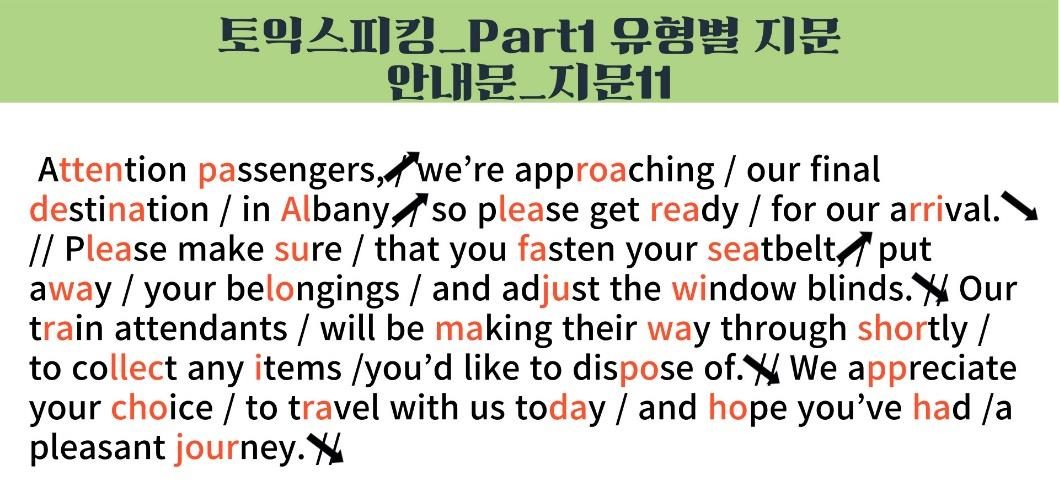 토익스피킹_Part1 유형별 지문
안내문_지문11
Attention passengers, / we're approaching / our final
destination / in Albany, / so please get ready / for our arrival.
// Please make sure / that you fasten your seatbelt, / put
away / your belongings / and adjust the window blinds. // Our
train attendants / will be making their way through shortly /
to collect any items /you'd like to dispose of. // We appreciate
your choice / to travel with us today / and hope you've had /a
pleasant journey. //